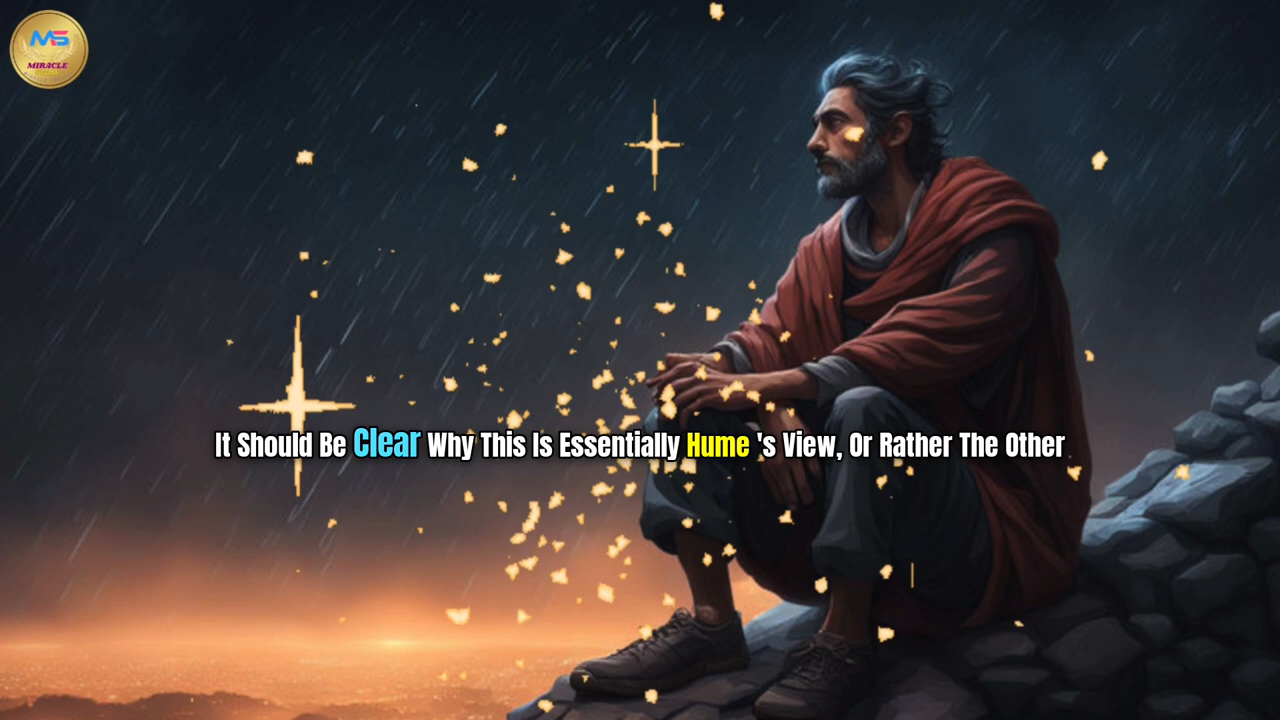 MS
MIRACLE
It Should Be Clear Why This Is Essentially Hume 's View, Or Rather The Other